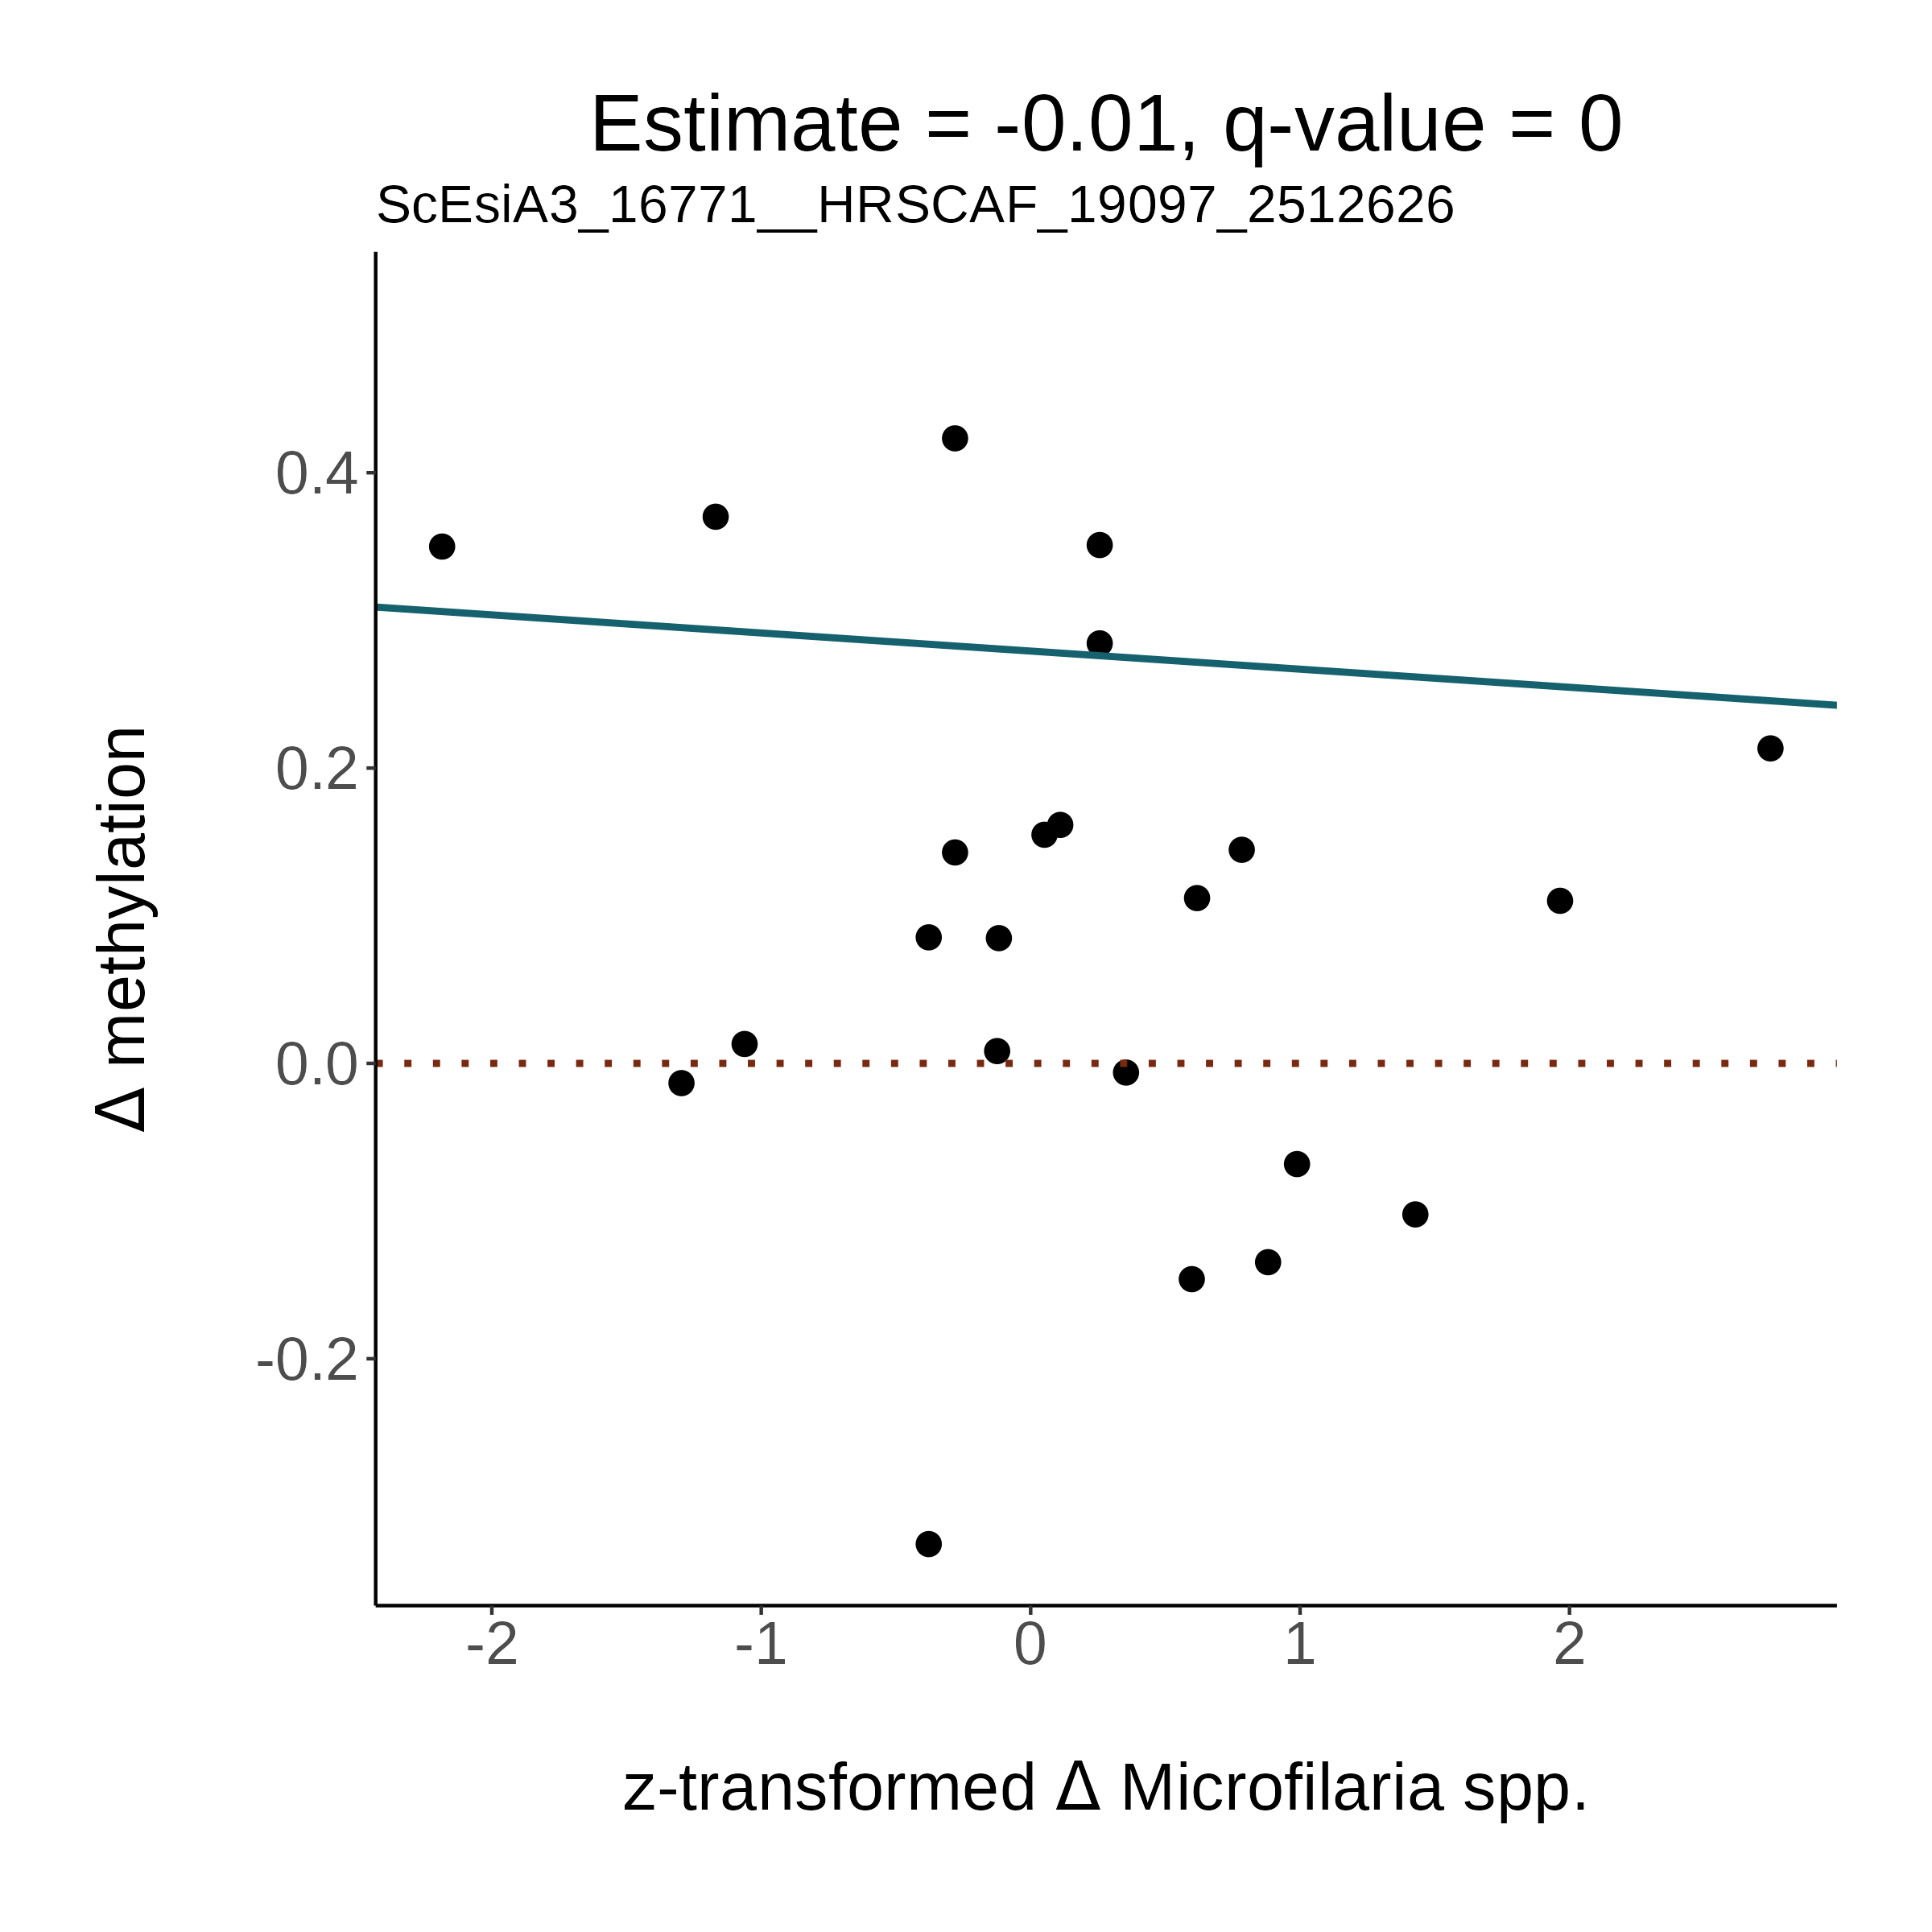 Estimate = -0.01, q-value = 0
ScEsiA3_16771__HRSCAF_19097_2512626
Δ methylation
0.4
0.2
0.0
-0.2
-2 -1 0 1 2
z-transformed Δ Microfilaria spp.